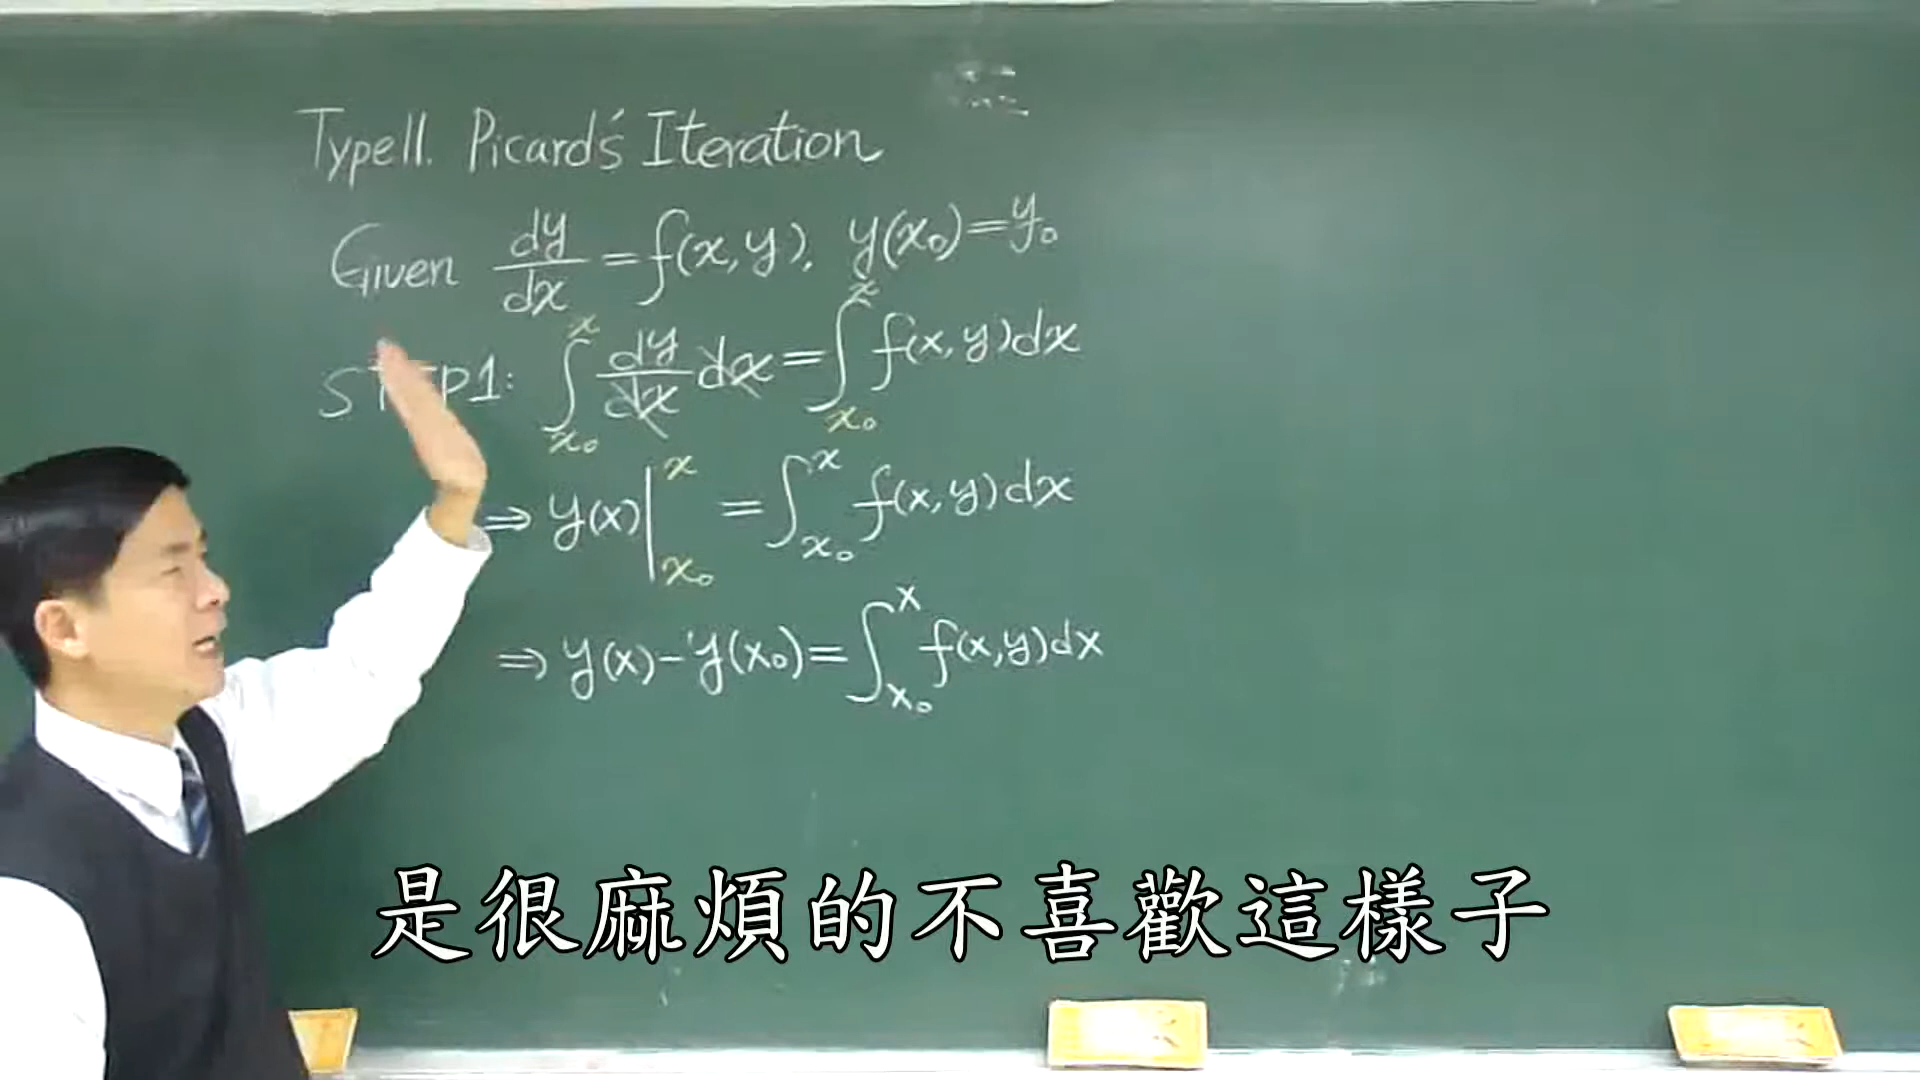 Type11. Picard's Iteration
Given dy/dx = f(x, y), y(x₀) = y₀
STEP1: ∫_{x₀}^{x} dy/dx dx = ∫_{x₀}^{x} f(x, y) dx
⇒ y(x)|_{x₀}^{x} = ∫_{x₀}^{x} f(x, y) dx
⇒ y(x) - y(x₀) = ∫_{x₀}^{x} f(x, y) dx
是很麻煩的不喜歡這樣子